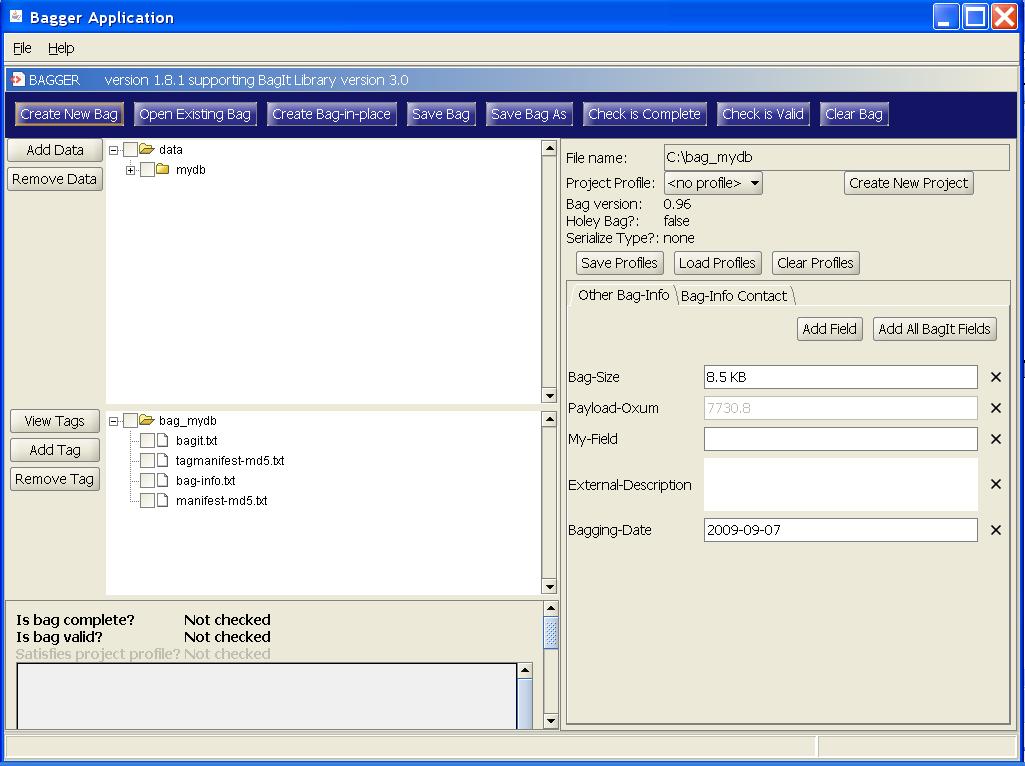 Bagger Application
File Help
BAGGER version 1.8.1 supporting BagIt Library version 3.0
Create New Bag Open Existing Bag Create Bag-in-place Save Bag Save Bag As Check is Complete Check is Valid Clear Bag
Add Data
Remove Data
data
mydb
File name: C:\bag_mydb
Project Profile: <no profile> Create New Project
Bag version: 0.96
Holey Bag?: false
Serialize Type?: none
Save Profiles Load Profiles Clear Profiles
Other Bag-Info Bag-Info Contact
Add Field Add All BagIt Fields
Bag-Size 8.5 KB
Payload-Oxum 7730.8
My-Field
External-Description
Bagging-Date 2009-09-07
View Tags
Add Tag
Remove Tag
bag_mydb
bagit.txt
tagmanifest-md5.txt
bag-info.txt
manifest-md5.txt
Is bag complete? Not checked
Is bag valid? Not checked
Satisfies project profile? Not checked